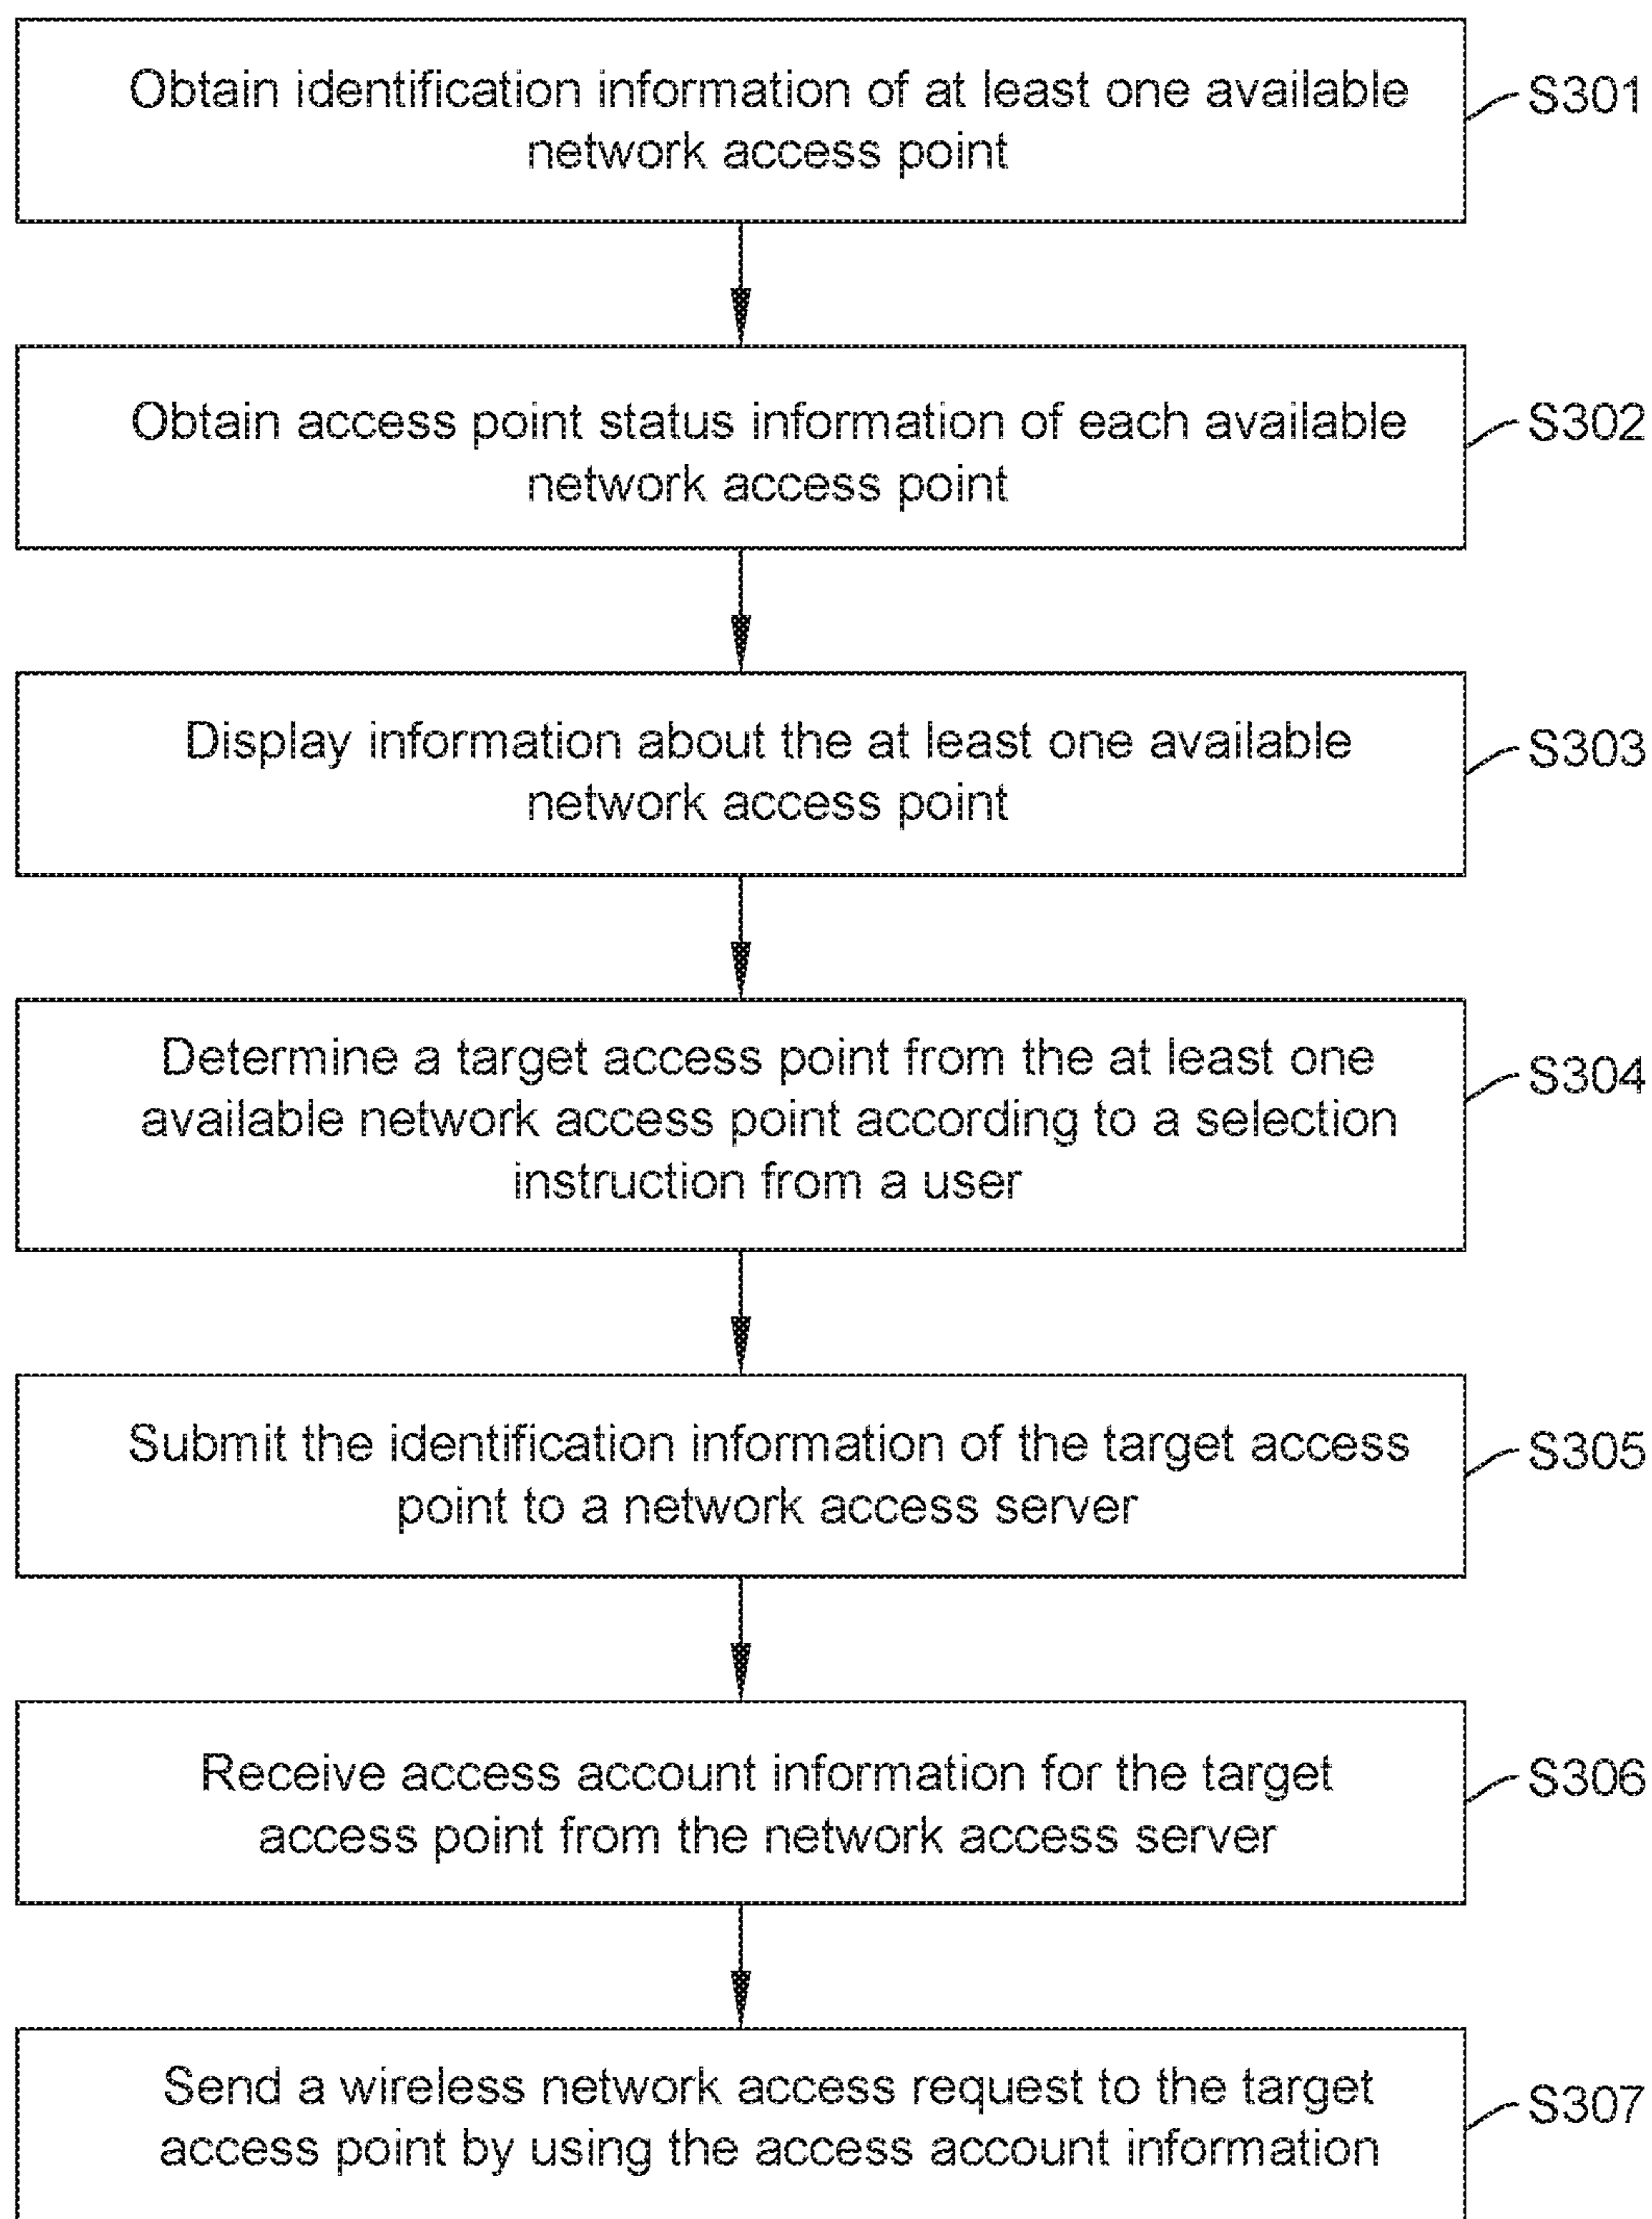 Obtain identification information of at least one available
network access point
S301
Obtain access point status information of each available
network access point
S302
Display information about the at least one available
network access point
S303
Determine a target access point from the at least one
available network access point according to a selection
instruction from a user
S304
Submit the identification information of the target access
point to a network access server
S305
Receive access account information for the target
access point from the network access server
S306
Send a wireless network access request to the target
access point by using the access account information
S307